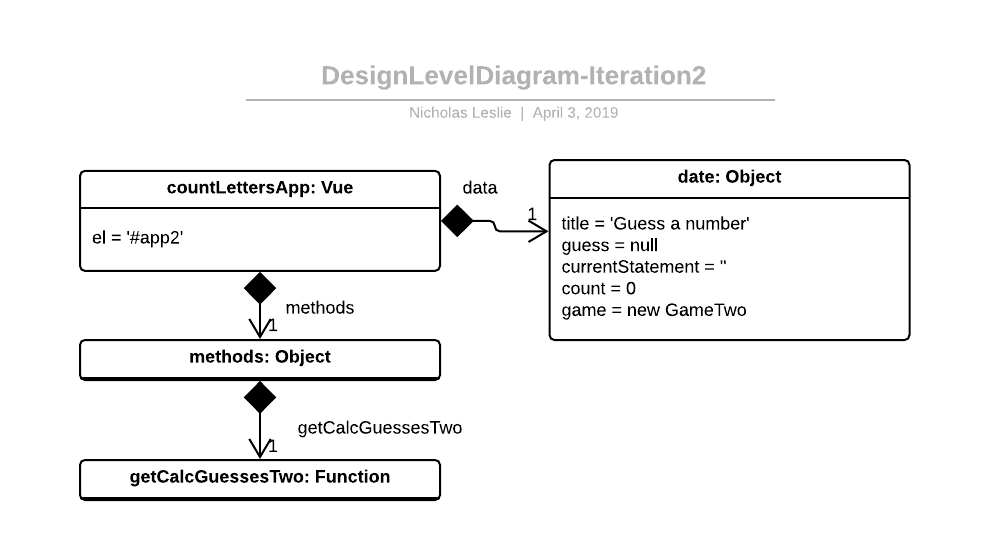 DesignLevelDiagram-Iteration2
Nicholas Leslie | April 3, 2019
countLettersApp: Vue
el = '#app2'
data
1
date: Object
title = 'Guess a number'
guess = null
currentStatement = ''
count = 0
game = new GameTwo
methods
1
methods: Object
getCalcGuessesTwo
1
getCalcGuessesTwo: Function